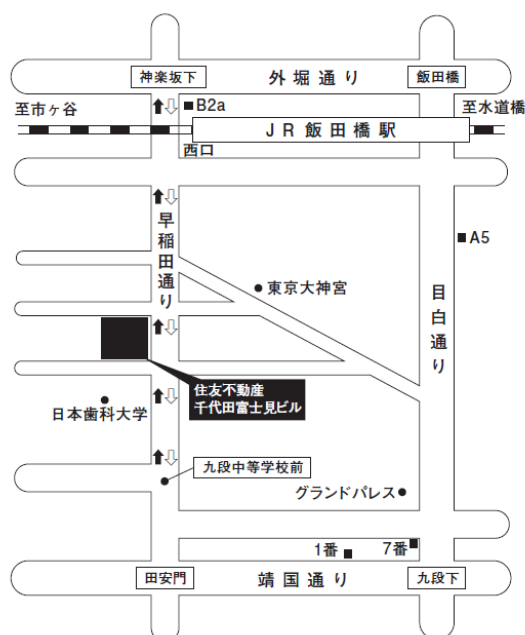 神楽坂下
外堀通り
飯田橋
至市ヶ谷
B2a
至水道橋
JR飯田橋駅
西口
早稲田通り
A5
東京大神宮
目白通り
住友不動産
千代田富士見ビル
日本歯科大学
九段中等学校前
グランドパレス
1番
7番
田安門
靖国通り
九段下